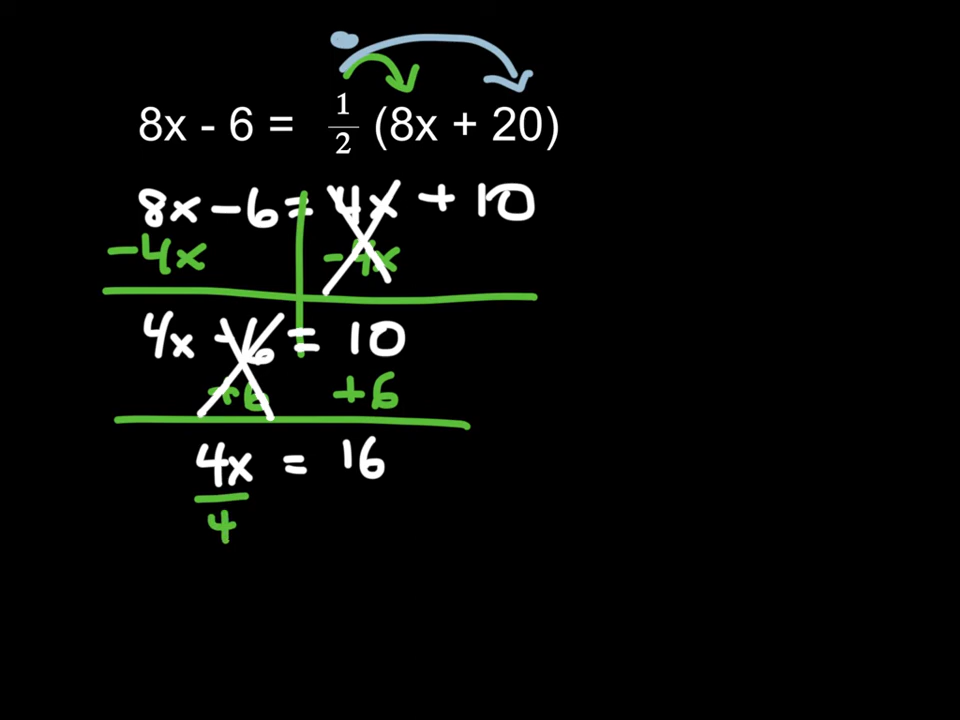 8x - 6 = 1/2 (8x + 20)
8x - 6 = 4x + 10
-4x -4x
4x - 6 = 10
+6 +6
4x = 16
4